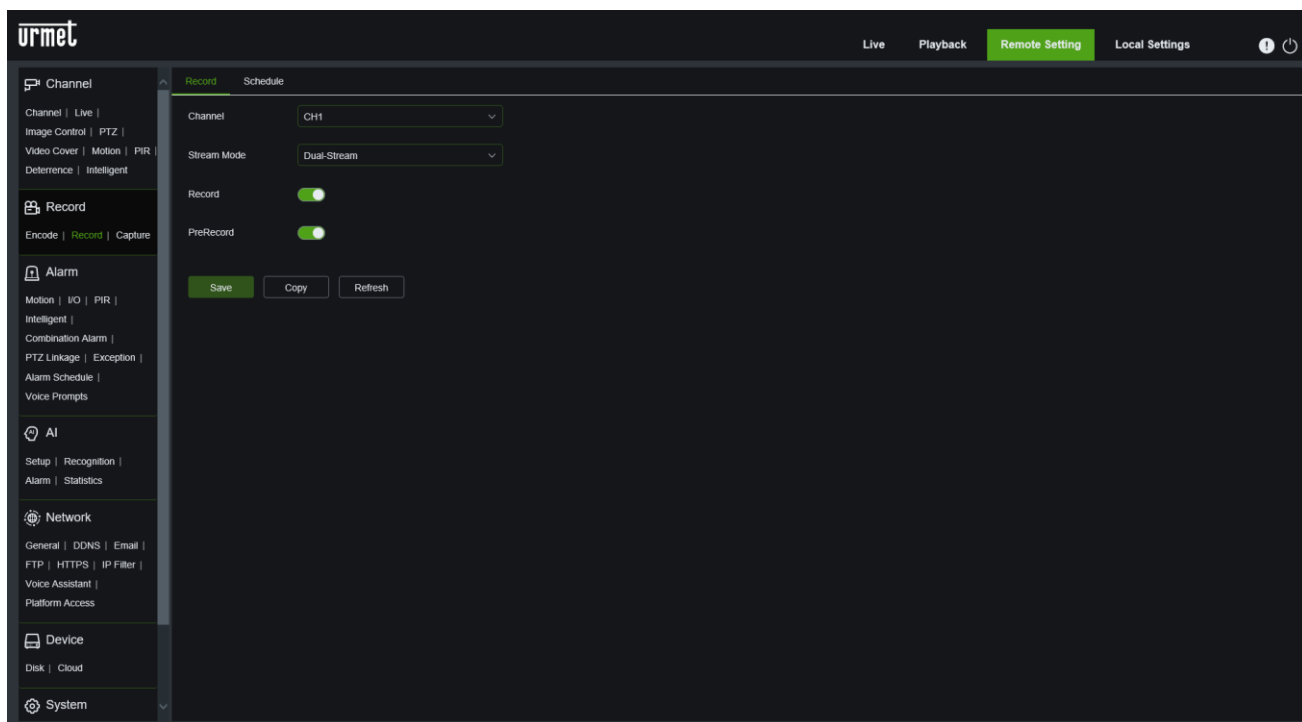 urmet
Live Playback Remote Setting Local Settings
Channel
Channel | Live |
Image Control | PTZ |
Video Cover | Motion | PIR |
Deterrence | Intelligent
Record
Encode | Record | Capture
Alarm
Motion | I/O | PIR |
Intelligent |
Combination Alarm |
PTZ Linkage | Exception |
Alarm Schedule |
Voice Prompts
AI
Setup | Recognition |
Alarm | Statistics
Network
General | DDNS | Email |
FTP | HTTPS | IP Filter |
Voice Assistant |
Platform Access
Device
Disk | Cloud
System
Record Schedule
Channel CH1
Stream Mode Dual-Stream
Record
PreRecord
Save Copy Refresh